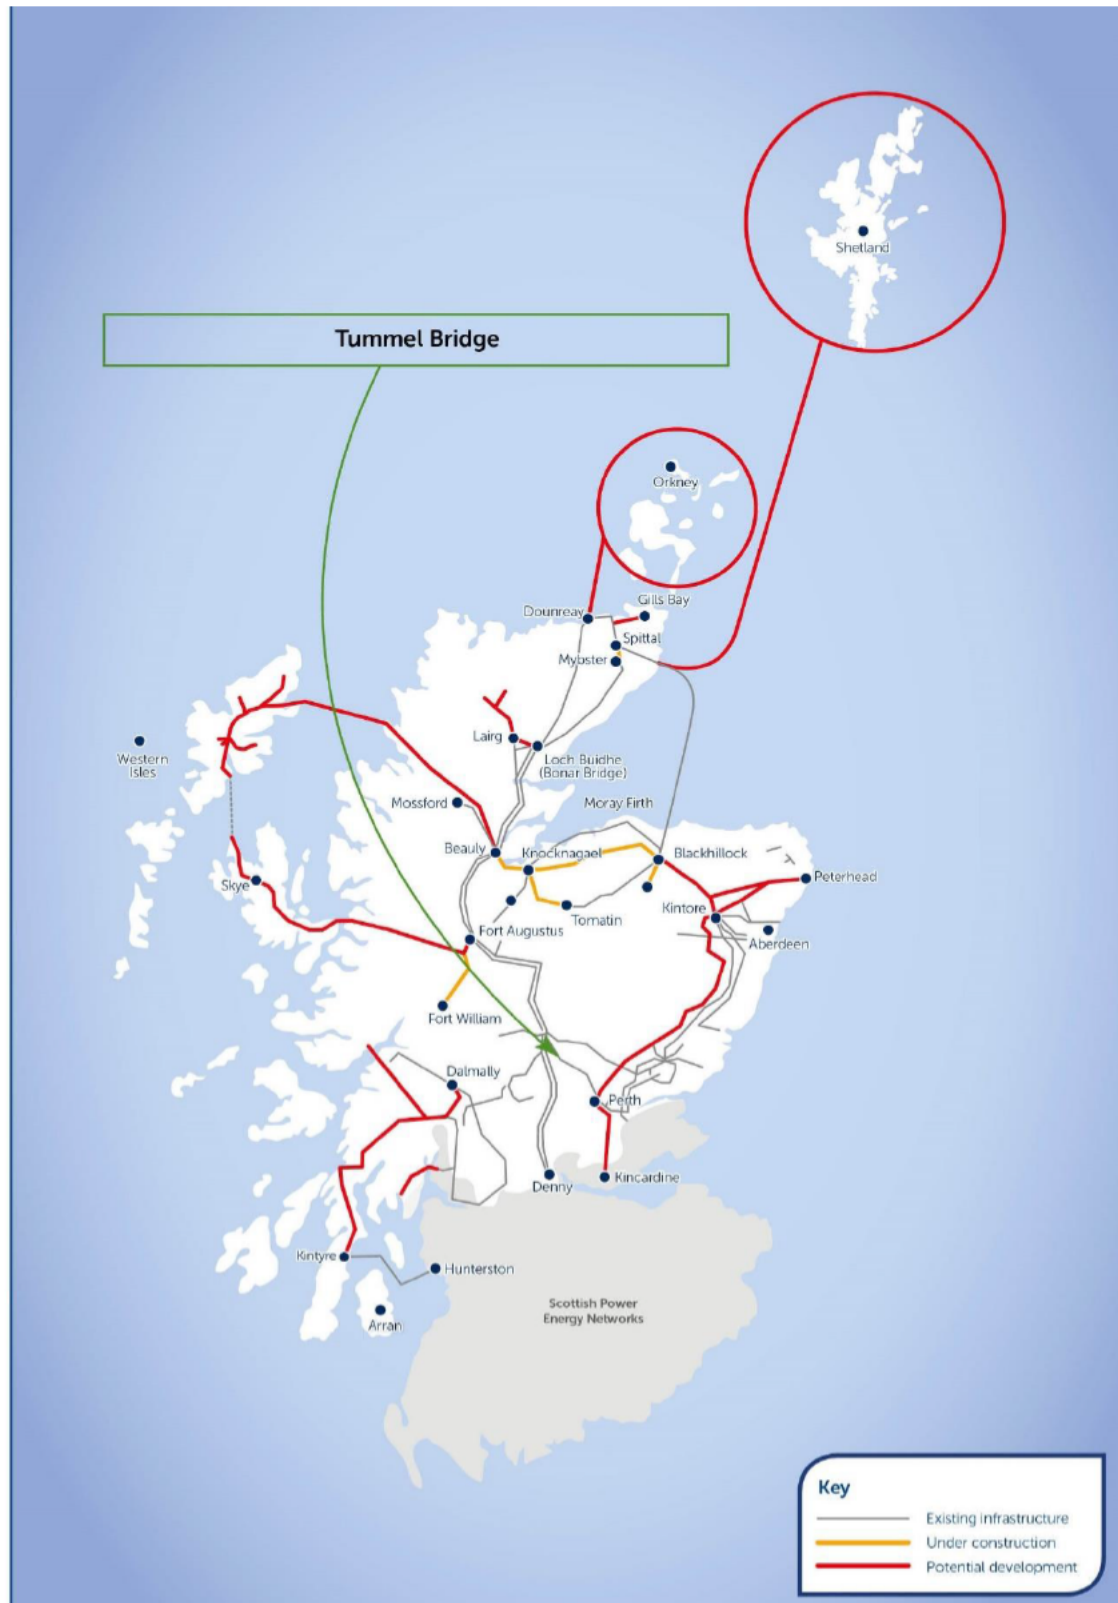 Shetland
Tummel Bridge
Orkney
Gills Bay
Dounreay
Spittal
Mybster
Lairg
Loch Buidhe
(Bonar Bridge)
Western
Isles
Mossford
Moray Firth
Beauly
Knocknagael
Blackhillock
Peterhead
Skye
Tomatin
Kintore
Fort Augustus
Aberdeen
Fort William
Dalmally
Perth
Denny
Kincardine
Kintyre
Hunterston
Arran
Scottish Power
Energy Networks
Key
Existing infrastructure
Under construction
Potential development